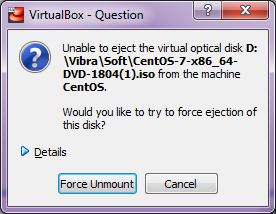 VirtualBox - Question
Unable to eject the virtual optical disk D:
\Vibra\Soft\CentOS-7-x86_64-
DVD-1804(1).iso from the machine
CentOS.
Would you like to try to force ejection of
this disk?
Details
Force Unmount Cancel